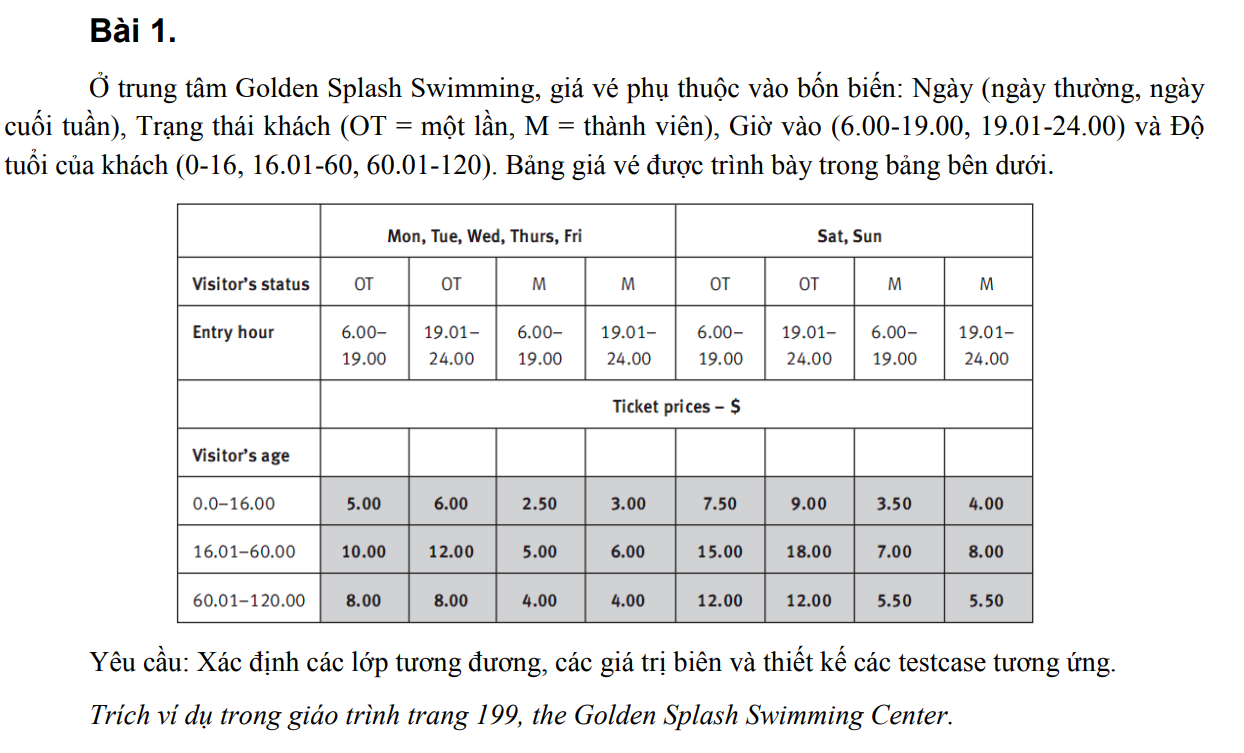 Bài 1.
Ở trung tâm Golden Splash Swimming, giá vé phụ thuộc vào bốn biến: Ngày (ngày thường, ngày
cuối tuần), Trạng thái khách (OT = một lần, M = thành viên), Giờ vào (6.00-19.00, 19.01-24.00) và Độ
tuổi của khách (0-16, 16.01-60, 60.01-120). Bảng giá vé được trình bày trong bảng bên dưới.
Mon, Tue, Wed, Thurs, Fri Sat, Sun
Visitor's status OT OT M M OT OT M M
Entry hour 6.00– 19.01– 6.00– 19.01– 6.00– 19.01– 6.00– 19.01–
19.00 24.00 19.00 24.00 19.00 24.00 19.00 24.00
Ticket prices – $
Visitor's age
0.0–16.00 5.00 6.00 2.50 3.00 7.50 9.00 3.50 4.00
16.01–60.00 10.00 12.00 5.00 6.00 15.00 18.00 7.00 8.00
60.01–120.00 8.00 8.00 4.00 4.00 12.00 12.00 5.50 5.50
Yêu cầu: Xác định các lớp tương đương, các giá trị biên và thiết kế các testcase tương ứng.
Trích ví dụ trong giáo trình trang 199, the Golden Splash Swimming Center.